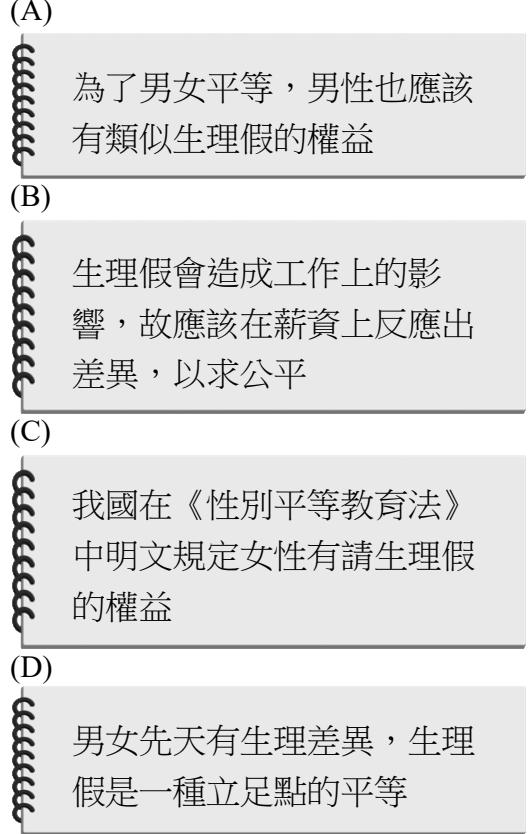 (A)
為了男女平等,男性也應該
有類似生理假的權益
(B)
生理假會造成工作上的影
響,故應該在薪資上反應出
差異,以求公平
(C)
我國在《性別平等教育法》
中明文規定女性有請生理假
的權益
(D)
男女先天有生理差異,生理
假是一種立足點的平等